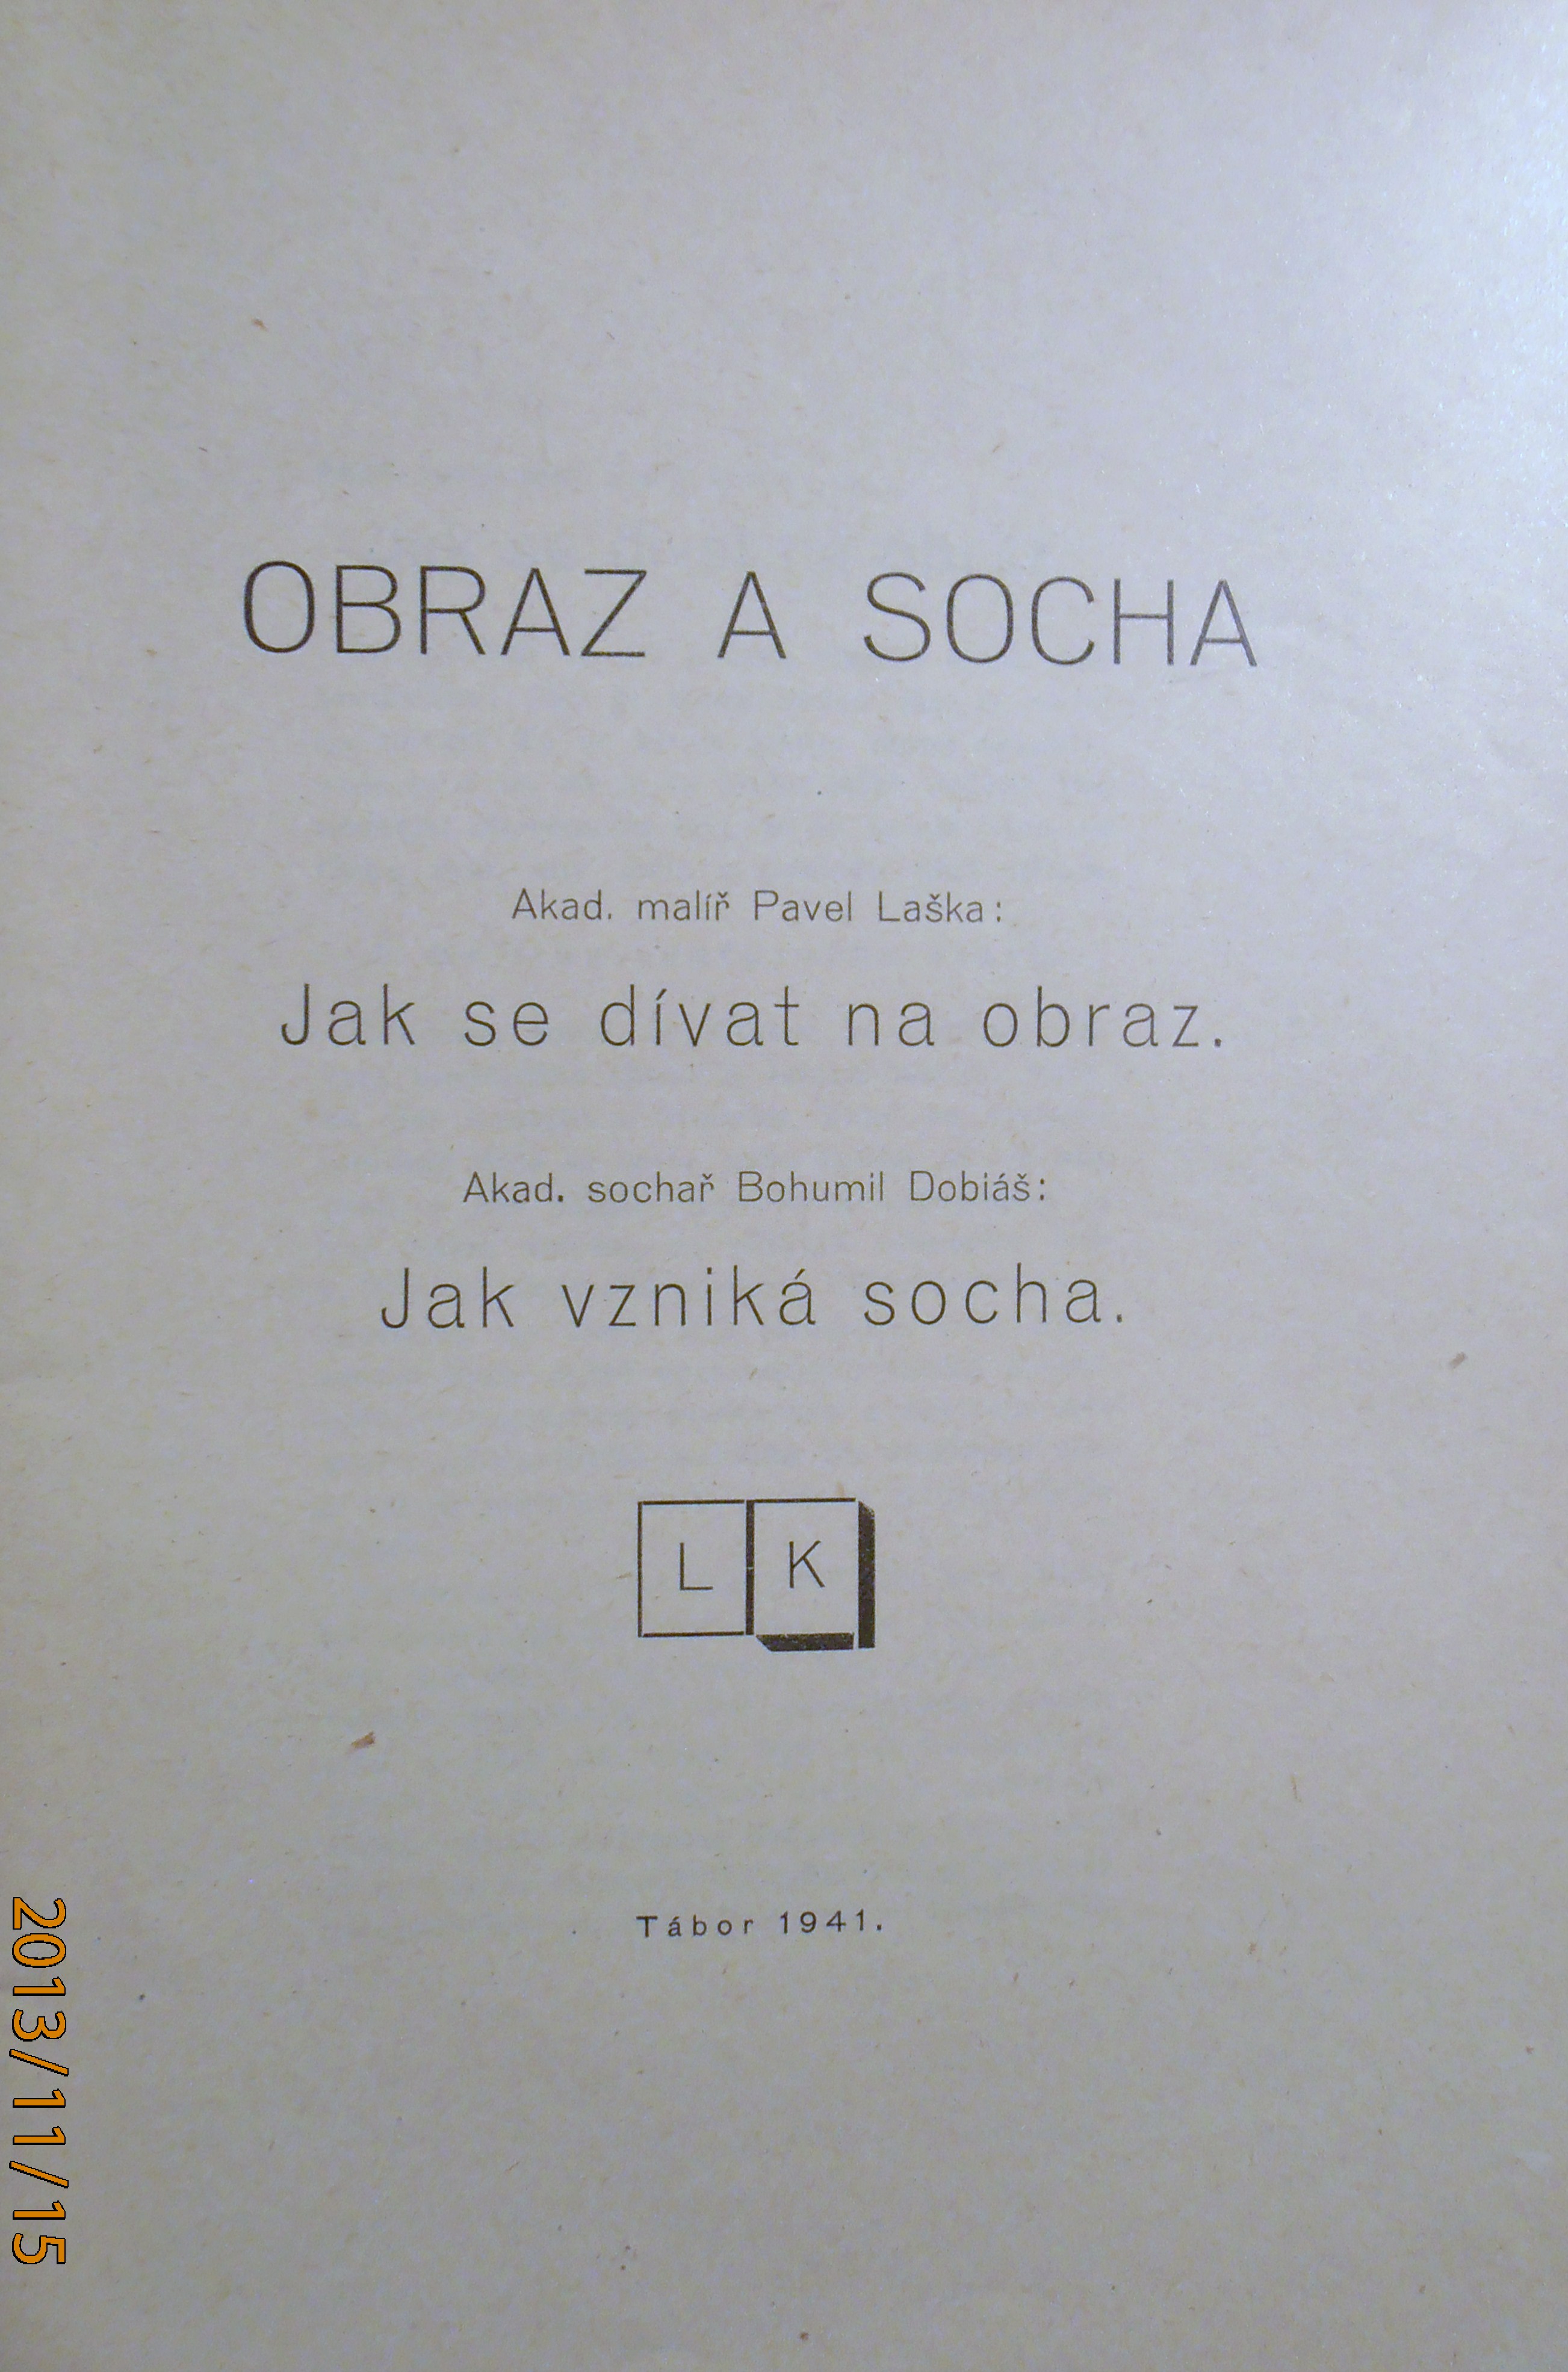 OBRAZ A SOCHA
Akad. malíř Pavel Laška:
Jak se dívat na obraz.
Akad. sochař Bohumil Dobiáš:
Jak vzniká socha.
L K
Tábor 1941.
2013/11/15